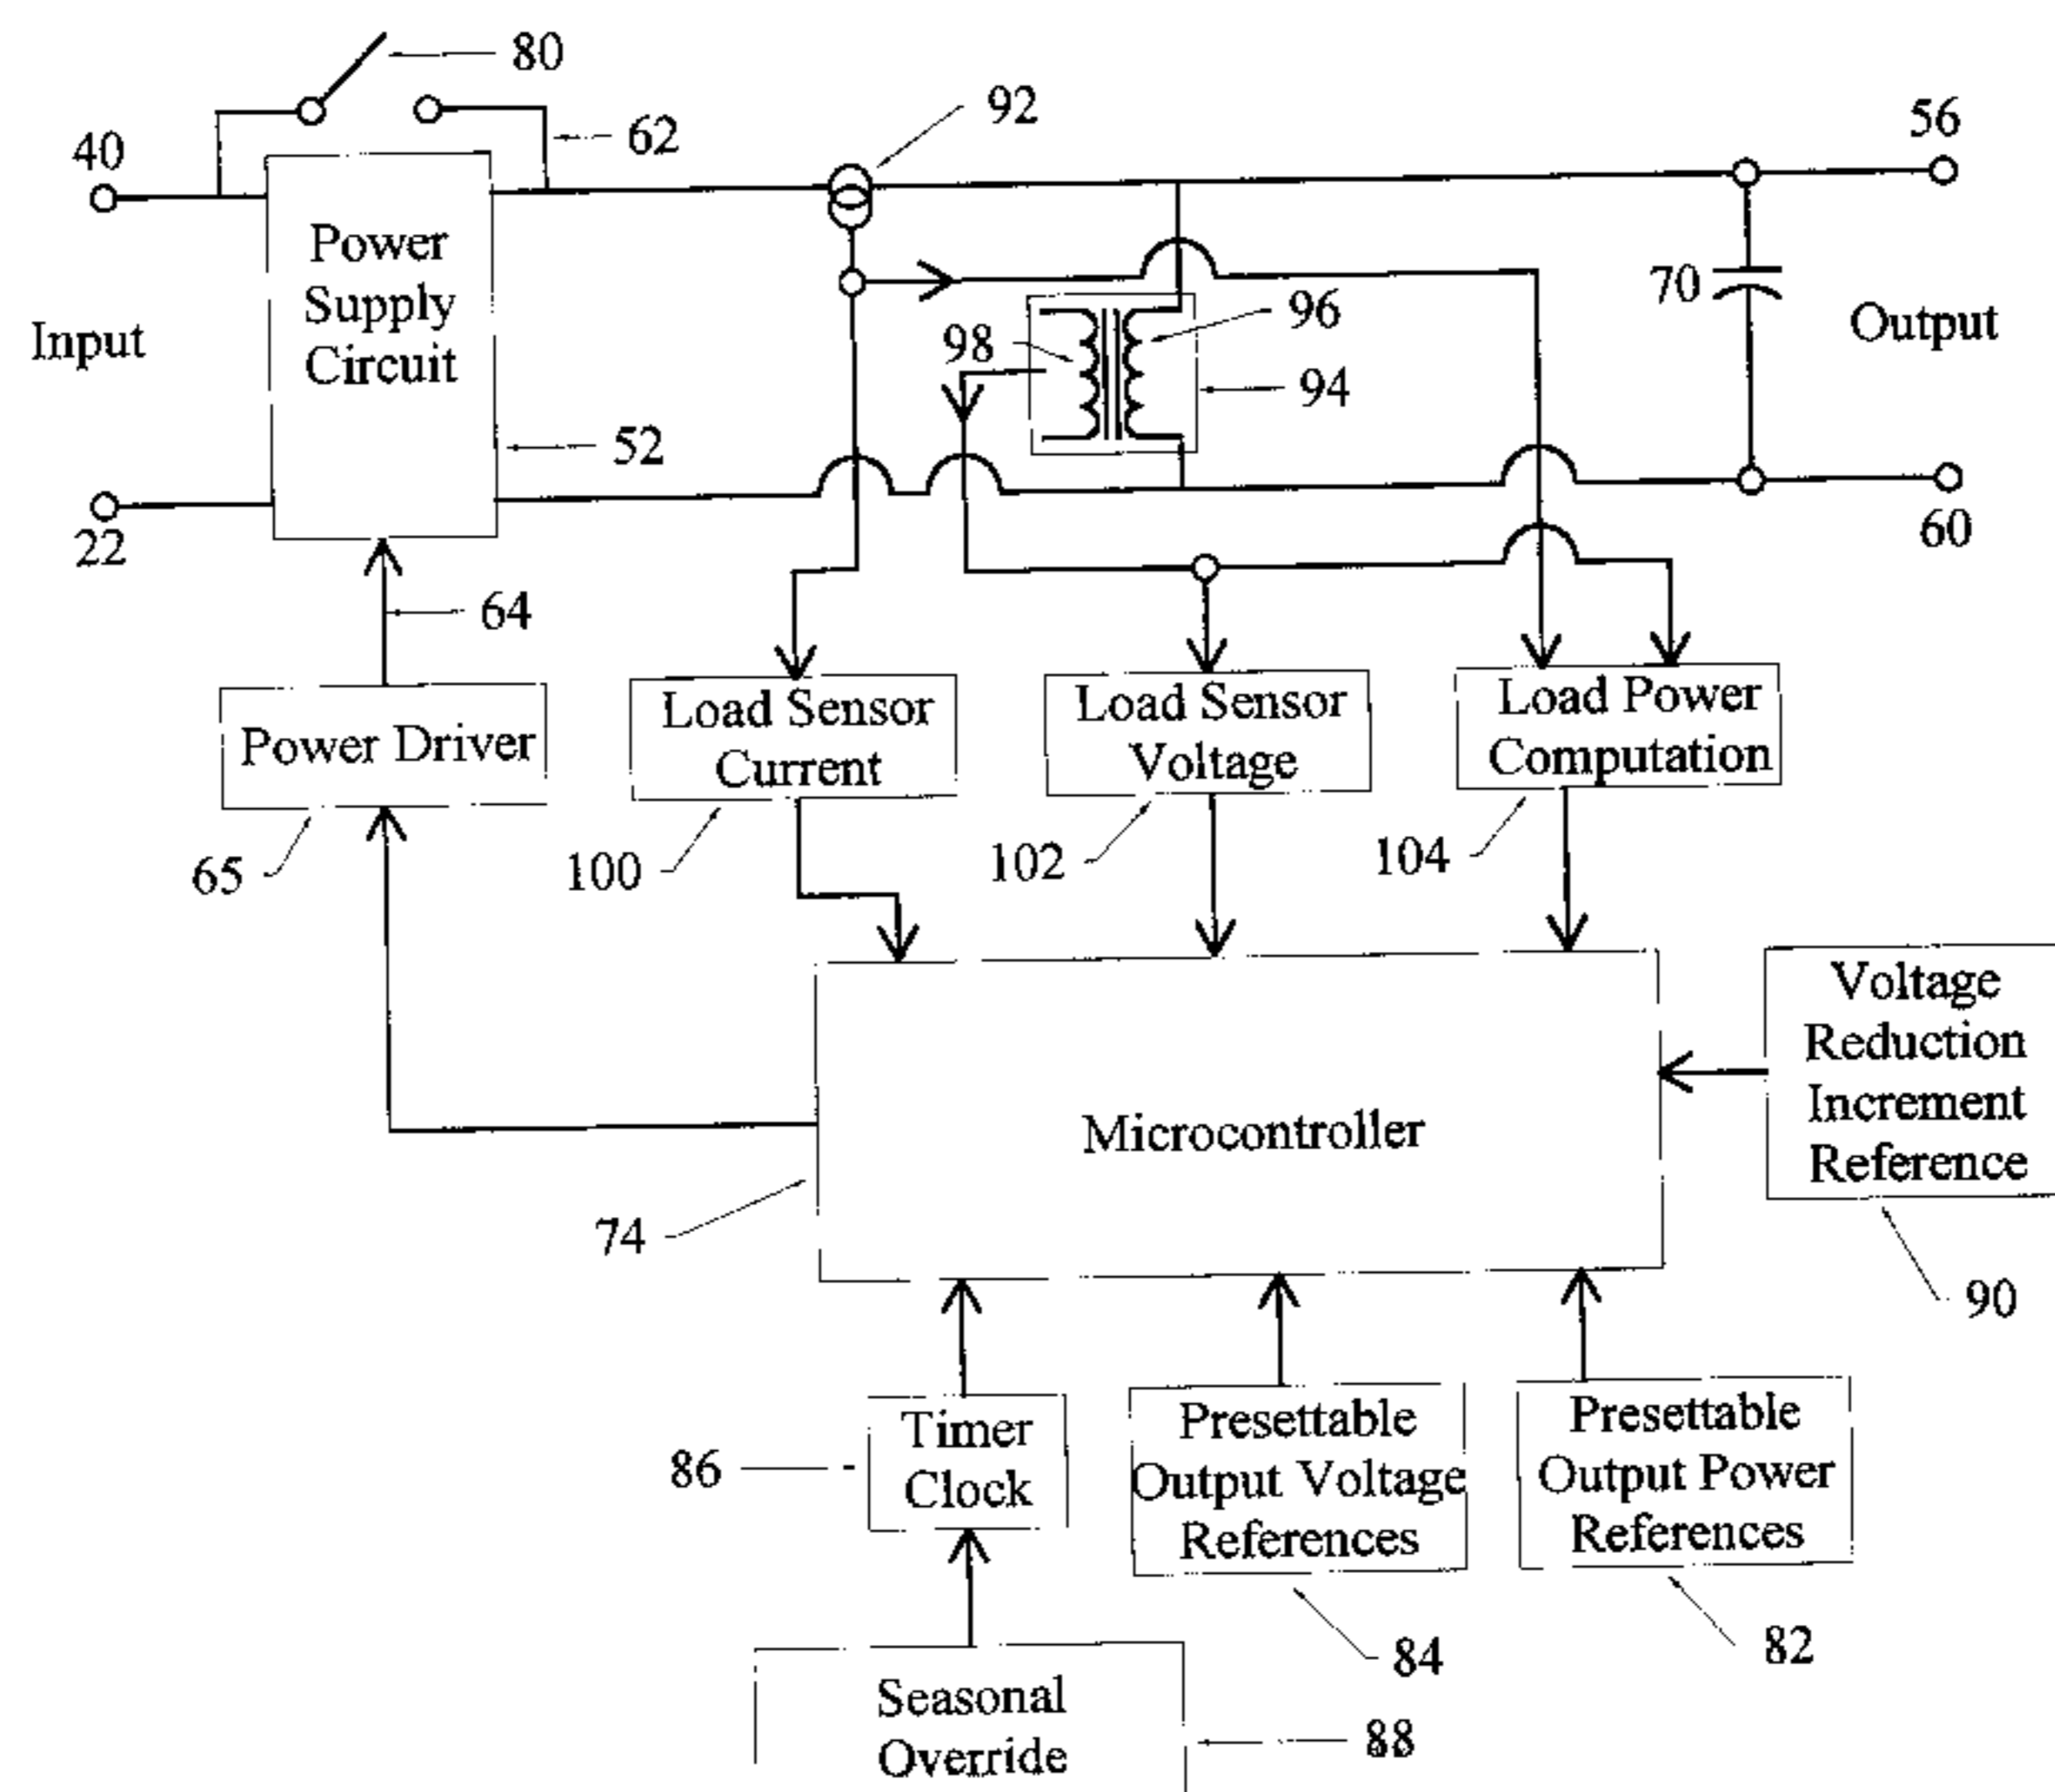 80
92
56
62
40
Power
Supply
Circuit
Input
96
98
94
70
Output
52
22
60
64
Power Driver
Load Sensor
Current
Load Sensor
Voltage
Load Power
Computation
65
100
102
104
Voltage
Reduction
Increment
Reference
Microcontroller
74
90
Timer
Clock
86
Presettable
Output Voltage
References
Presettable
Output Power
References
84
82
Seasonal
Override
88